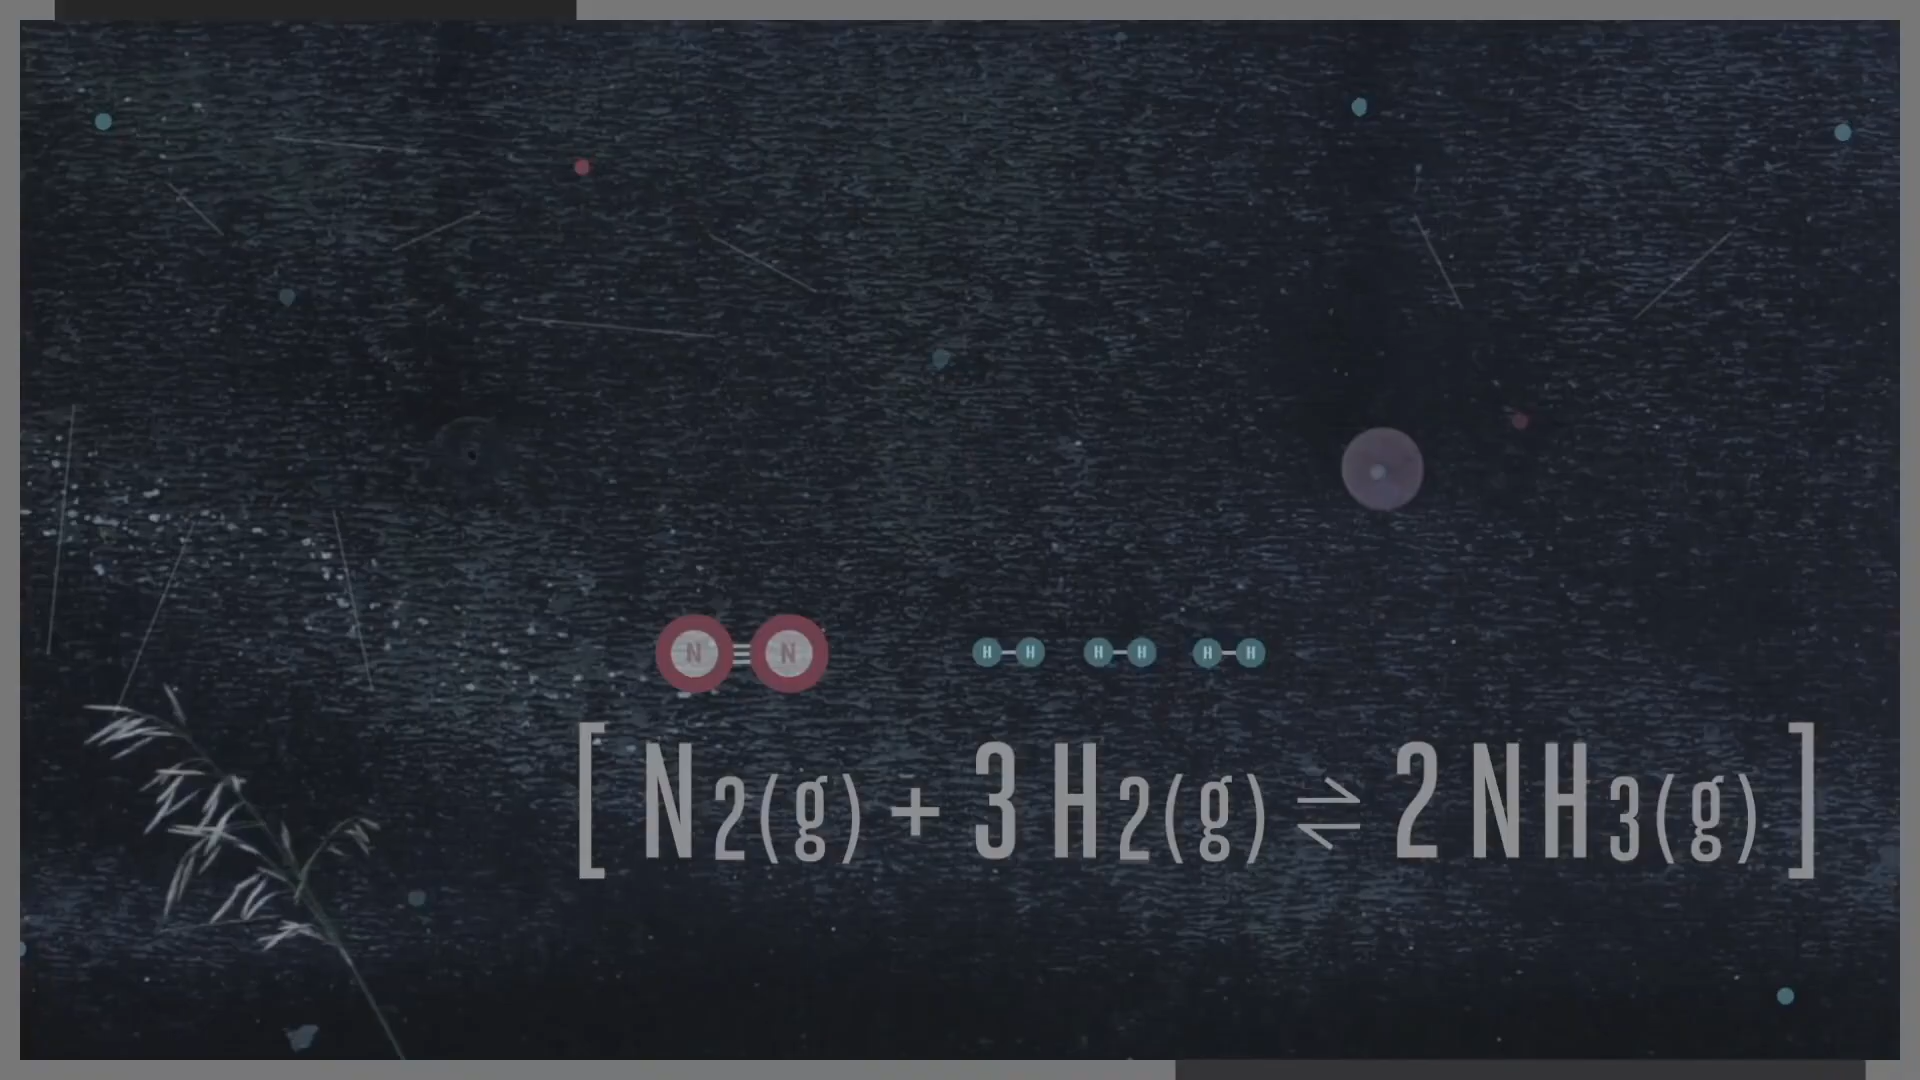 N≡N H-H H-H H-H
[ N2(g) + 3 H2(g) ⇌ 2 NH3(g) ]